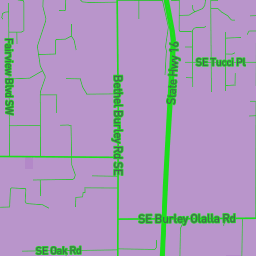 Fairview Blvd SW
Bethel Burley Rd SE
State Hwy 16
SE Tucci Pl
SE Burley Olalla Rd
SE Oak Rd